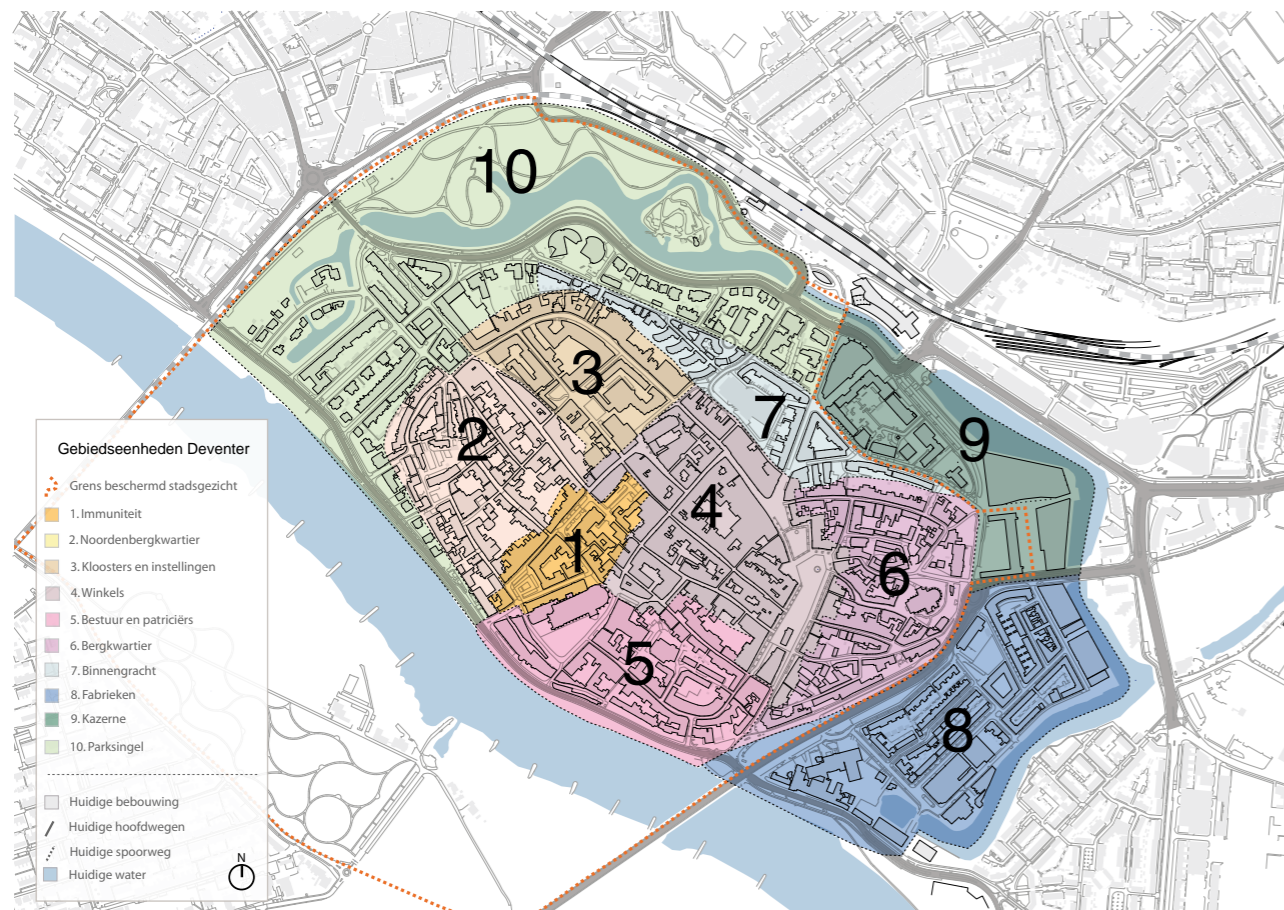 10
3
7
2
9
4
1
6
5
8
Gebiedseenheden Deventer
Grens beschermd stadsgezicht
1. Immuniteit
2. Noordenbergkwartier
3. Kloosters en instellingen
4. Winkels
5. Bestuur en patriciërs
6. Bergkwartier
7. Binnengracht
8. Fabrieken
9. Kazerne
10. Parksingel
Huidige bebouwing
Huidige hoofdwegen
Huidige spoorweg
Huidige water
N